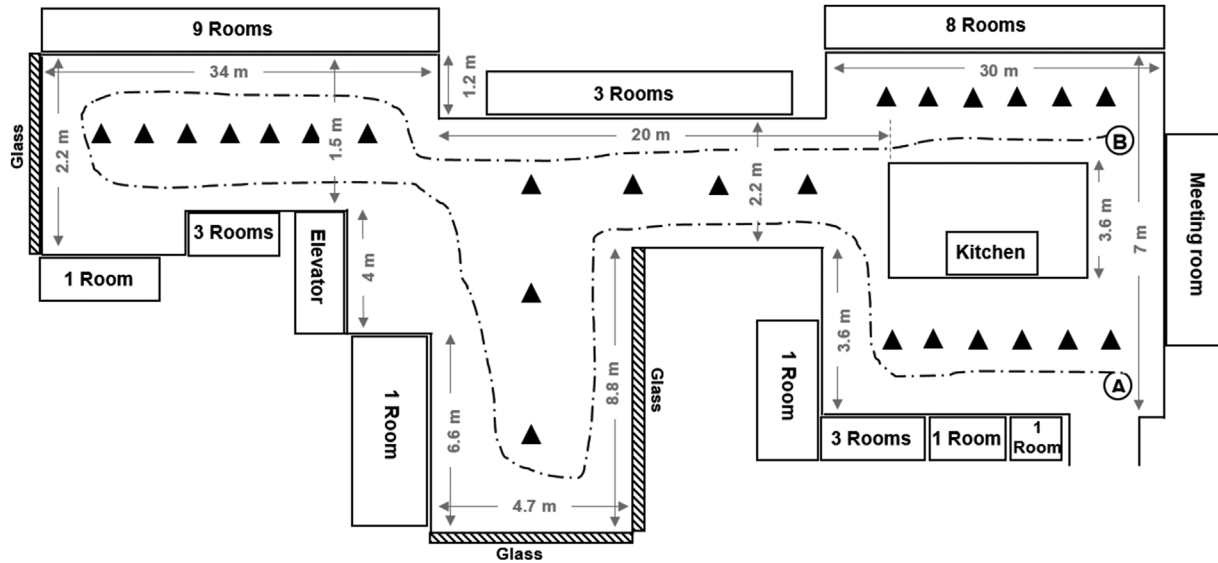 9 Rooms
8 Rooms
34 m
1.2 m
3 Rooms
30 m
Glass
2.2 m
1.5 m
20 m
B
2.2 m
3.6 m
7 m
Meeting room
3 Rooms
Elevator
4 m
Kitchen
1 Room
3.6 m
1 Room
6.6 m
8.8 m
Glass
1 Room
A
3 Rooms
1 Room
1
Room
4.7 m
Glass